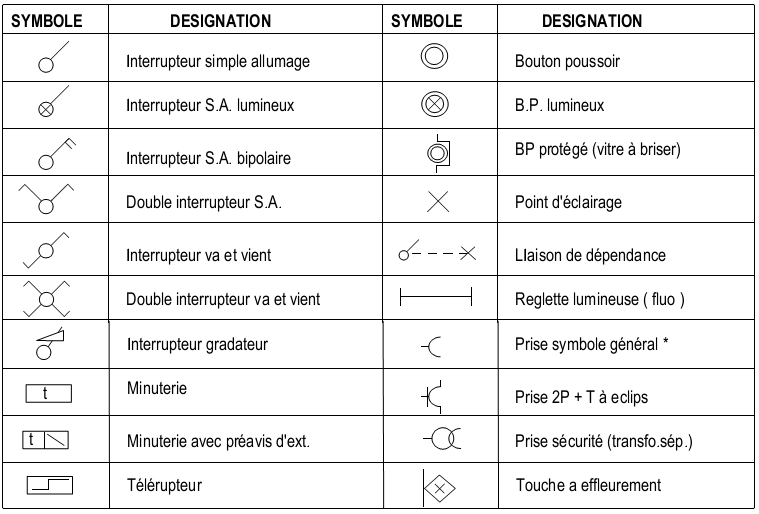 SYMBOLE DESIGNATION SYMBOLE DESIGNATION
Interrupteur simple allumage Bouton poussoir
Interrupteur S.A. lumineux B.P. lumineux
Interrupteur S.A. bipolaire BP protégé (vitre à briser)
Double interrupteur S.A. Point d'éclairage
Interrupteur va et vient LIaison de dépendance
Double interrupteur va et vient Reglette lumineuse ( fluo )
Interrupteur gradateur Prise symbole général *
t Minuterie Prise 2P + T à eclips
t Minuterie avec préavis d'ext. Prise sécurité (transfo.sép.)
Télérupteur Touche a effleurement